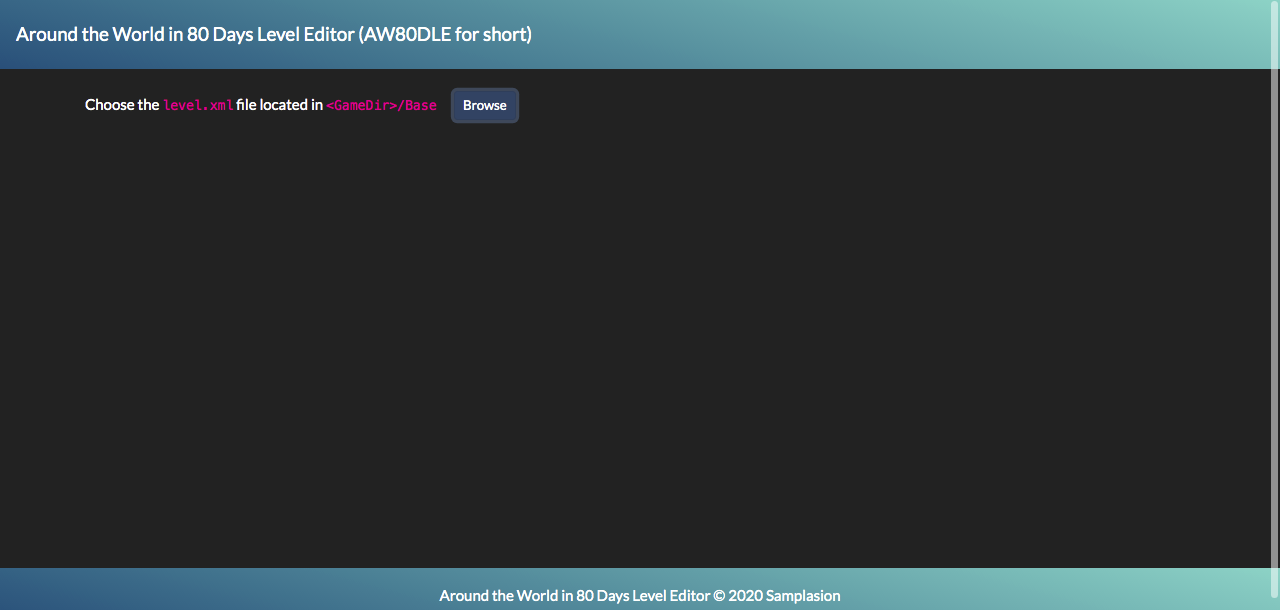 Around the World in 80 Days Level Editor (AW80DLE for short)
Choose the level.xml file located in <GameDir>/Base Browse
Around the World in 80 Days Level Editor © 2020 Samplasion